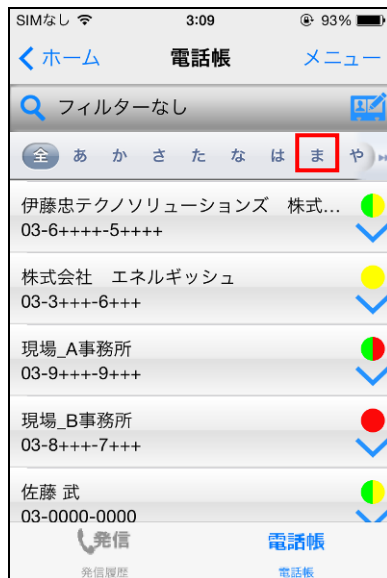 SIMなし 3:09 93%
ホーム 電話帳 メニュー
フィルターなし
全 あ か さ た な は ま や
伊藤忠テクノソリューションズ 株式...
03-6++++-5++++
株式会社 エネルギッシュ
03-3+++-6+++
現場_A事務所
03-9+++-9+++
現場_B事務所
03-8+++-7+++
佐藤 武
03-0000-0000
発信 電話帳
発信履歴 電話帳